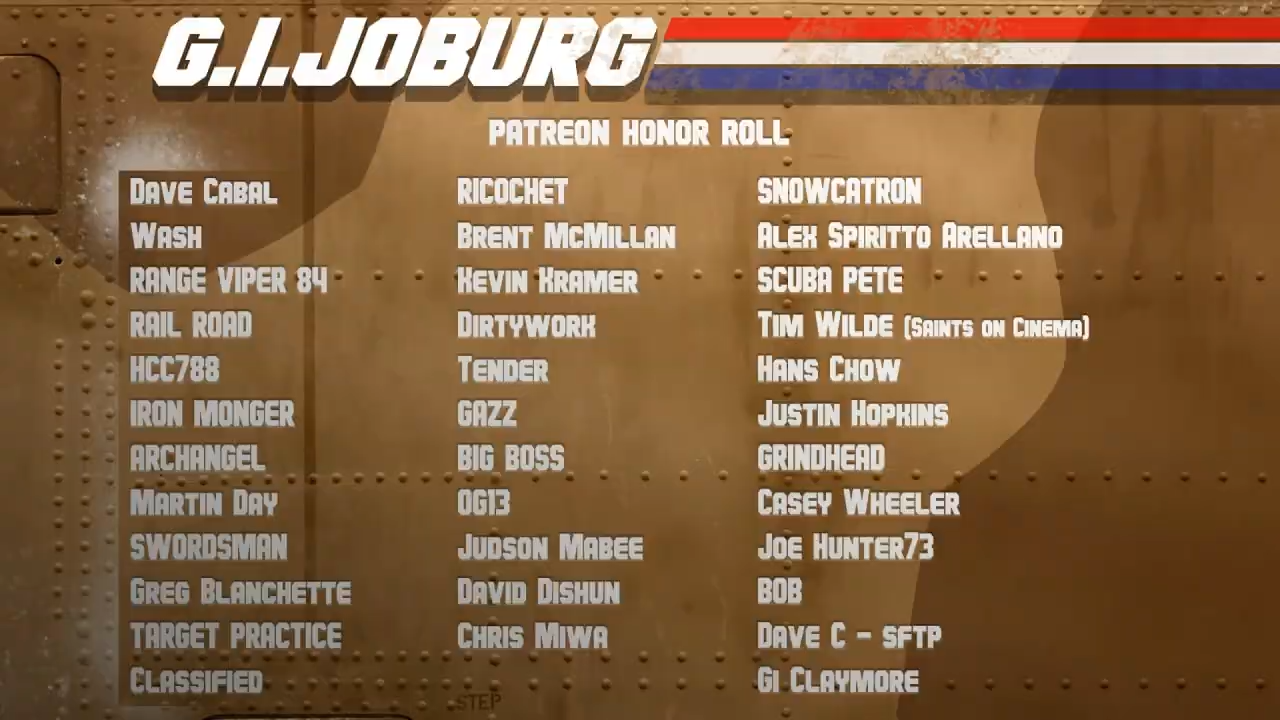 G.I.JOBURG
PATREON HONOR ROLL
DAVE CABAL
WASH
RANGE VIPER 84
RAIL ROAD
HCC788
IRON MONGER
ARCHANGEL
MARTIN DAY
SWORDSMAN
GREG BLANCHETTE
TARGET PRACTICE
CLASSIFIED
RICOCHET
BRENT MCMILLAN
KEVIN KRAMER
DIRTYWORK
TENDER
GAZZ
BIG BOSS
OG13
JUDSON MABEE
DAVID DISHUN
CHRIS MIWA
SNOWCATRON
ALEX SPIRITTO ARELLANO
SCUBA PETE
TIM WILDE (SAINTS ON CINEMA)
HANS CHOW
JUSTIN HOPKINS
GRINDHEAD
CASEY WHEELER
JOE HUNTER73
BOB
DAVE C - SFTP
GI CLAYMORE
STEP